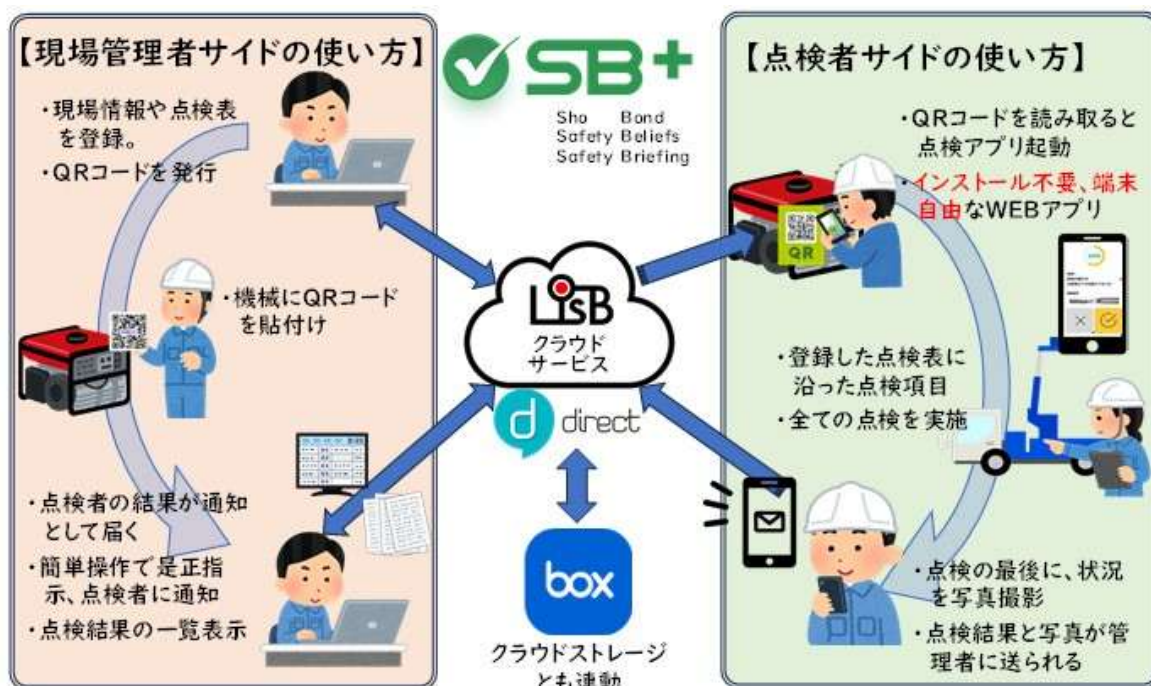 【現場管理者サイドの使い方】
・現場情報や点検表
を登録。
・QRコードを発行
・機械にQRコード
を貼付け
・点検者の結果が通知
として届く
・簡単操作で是正指
示、点検者に通知
・点検結果の一覧表示
SB+
Sho Bond
Safety Beliefs
Safety Briefing
LisB
クラウド
サービス
direct
box
クラウドストレージ
とも連動
【点検者サイドの使い方】
・QRコードを読み取ると
点検アプリ起動
・インストール不要、端末
自由なWEBアプリ
QR
・登録した点検表に
沿った点検項目
・全ての点検を実施
・点検の最後に、状況
を写真撮影
・点検結果と写真が管
理者に送られる